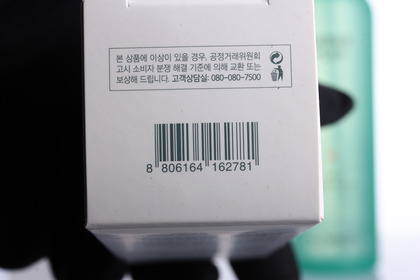 본 상품에 이상이 있을 경우, 공정거래위원회
고시 소비자 분쟁 해결 기준에 의해 교환 또는
보상해 드립니다. 고객상담실: 080-080-7500
8 806164 162781